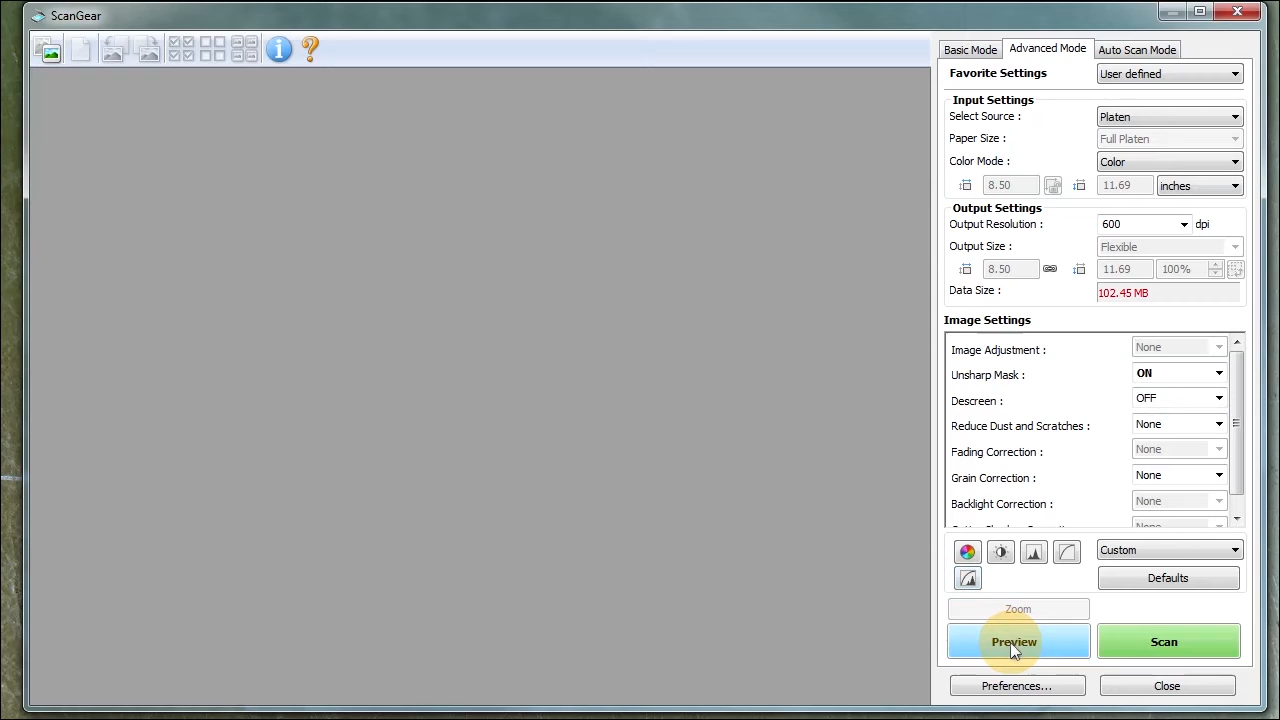 ScanGear
Basic Mode Advanced Mode Auto Scan Mode
Favorite Settings User defined
Input Settings
Select Source : Platen
Paper Size : Full Platen
Color Mode : Color
8.50 11.69 inches
Output Settings
Output Resolution : 600 dpi
Output Size : Flexible
8.50 11.69 100%
Data Size : 102.45 MB
Image Settings
Image Adjustment : None
Unsharp Mask : ON
Descreen : OFF
Reduce Dust and Scratches : None
Fading Correction : None
Grain Correction : None
Backlight Correction : None
Custom
Defaults
Zoom
Preview Scan
Preferences... Close